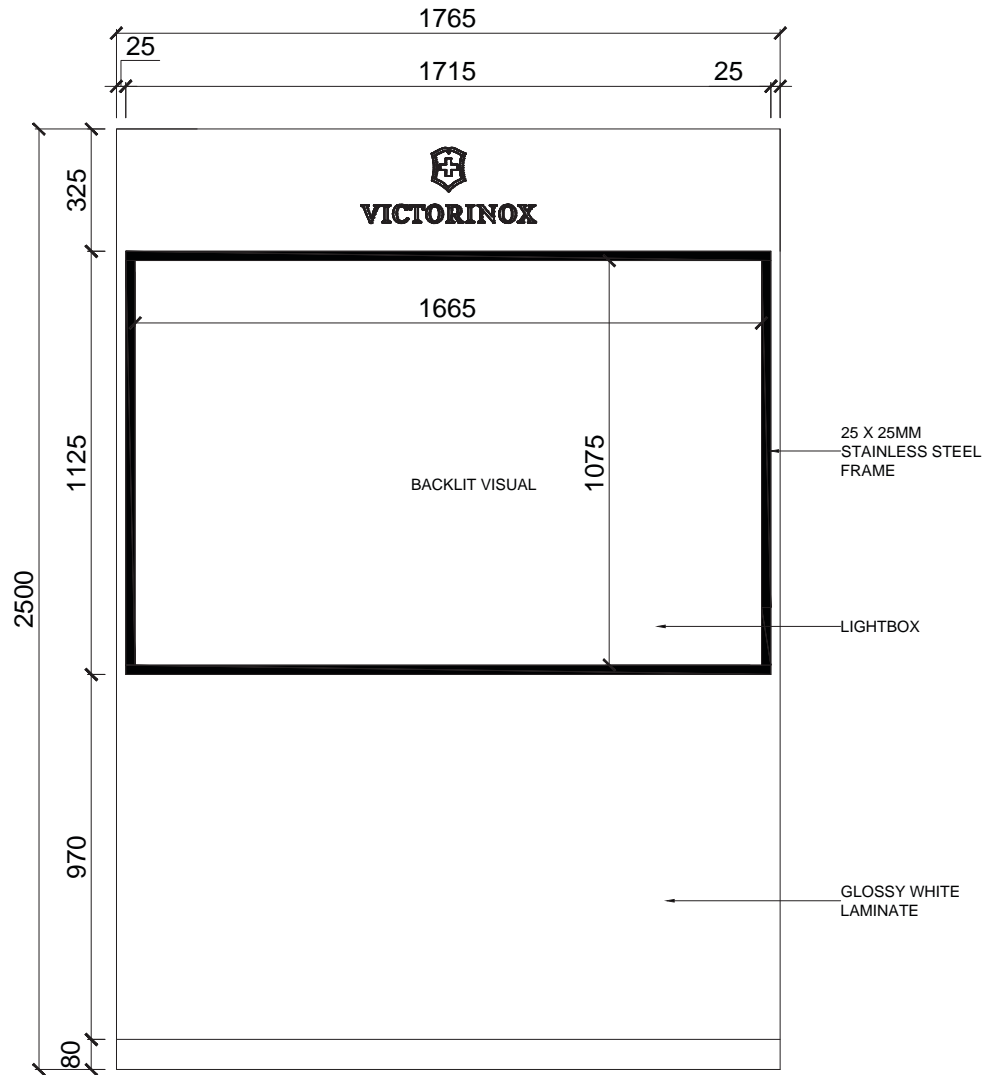 1765
25
1715
25
325
VICTORINOX
1665
1125
1075
25 X 25MM
STAINLESS STEEL
FRAME
BACKLIT VISUAL
2500
LIGHTBOX
970
GLOSSY WHITE
LAMINATE
80